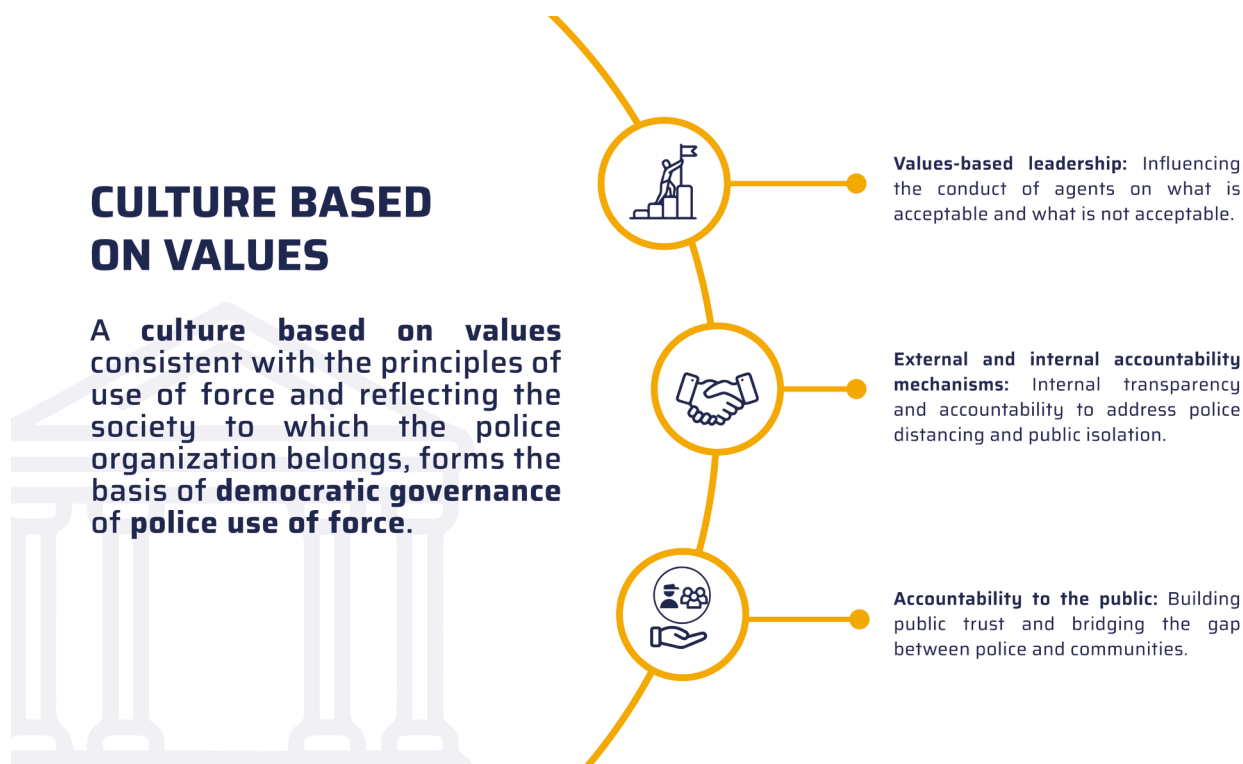 CULTURE BASED
ON VALUES
A culture based on values
consistent with the principles of
use of force and reflecting the
society to which the police
organization belongs, forms the
basis of democratic governance
of police use of force.
Values-based leadership: Influencing
the conduct of agents on what is
acceptable and what is not acceptable.
External and internal accountability
mechanisms: Internal transparency
and accountability to address police
distancing and public isolation.
Accountability to the public: Building
public trust and bridging the gap
between police and communities.